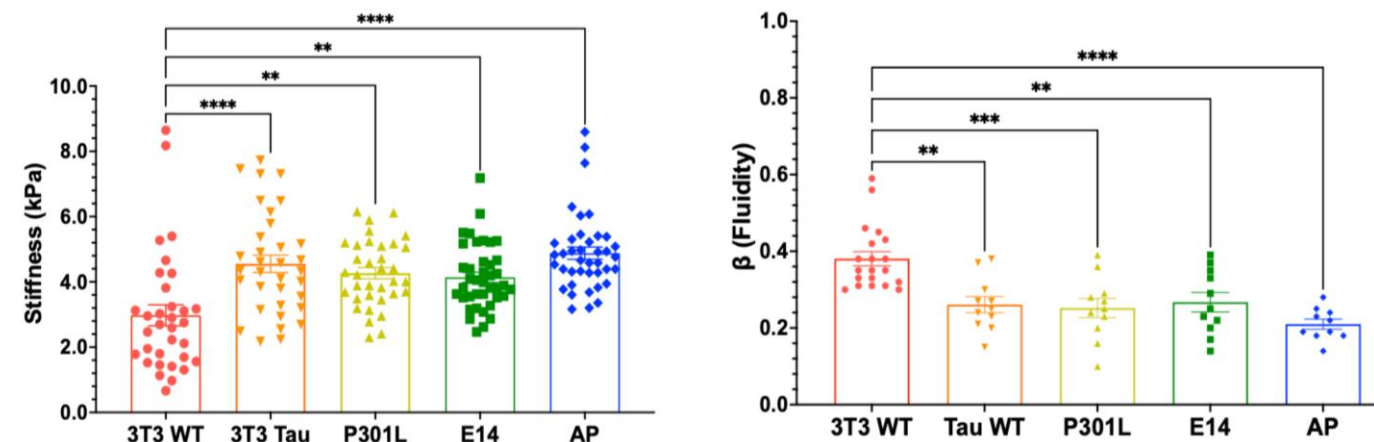 ****
**
**
****
10.0
8.0
6.0
4.0
2.0
0.0
Stiffness (kPa)
3T3 WT
3T3 Tau
P301L
E14
AP
****
**
***
**
1.0
0.8
0.6
0.4
0.2
0.0
β (Fluidity)
3T3 WT
Tau WT
P301L
E14
AP